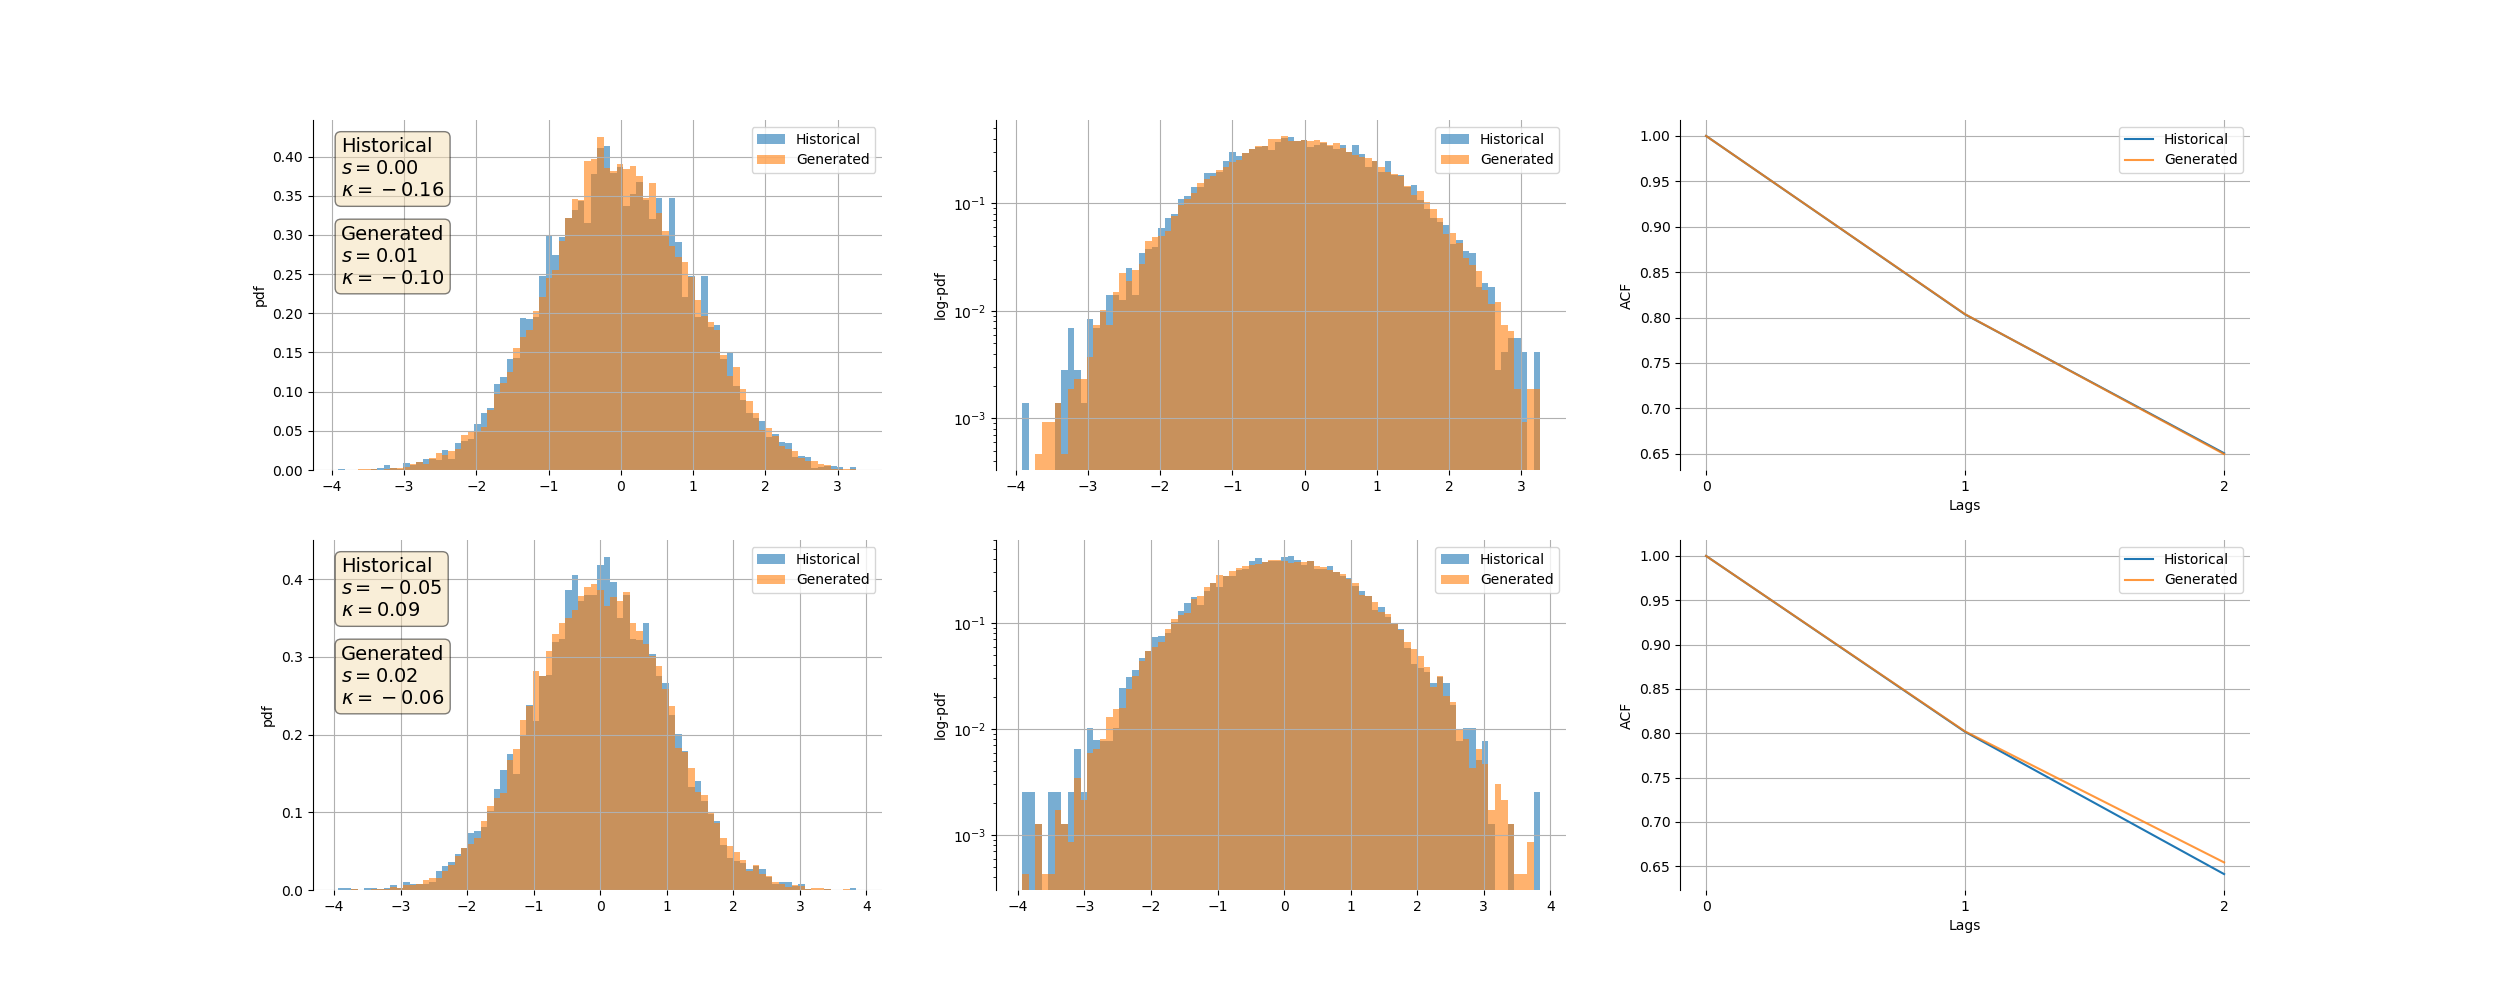 Historical
s = 0.00
κ = −0.16
Generated
s = 0.01
κ = −0.10
Historical
Generated
pdf
0.40
0.35
0.30
0.25
0.20
0.15
0.10
0.05
0.00
−4 −3 −2 −1 0 1 2 3
Historical
Generated
log-pdf
10⁻¹
10⁻²
10⁻³
−4 −3 −2 −1 0 1 2 3
Historical
Generated
ACF
1.00
0.95
0.90
0.85
0.80
0.75
0.70
0.65
0 1 2
Lags
Historical
s = −0.05
κ = 0.09
Generated
s = 0.02
κ = −0.06
Historical
Generated
pdf
0.4
0.3
0.2
0.1
0.0
−4 −3 −2 −1 0 1 2 3 4
Historical
Generated
log-pdf
10⁻¹
10⁻²
10⁻³
−4 −3 −2 −1 0 1 2 3 4
Historical
Generated
ACF
1.00
0.95
0.90
0.85
0.80
0.75
0.70
0.65
0 1 2
Lags